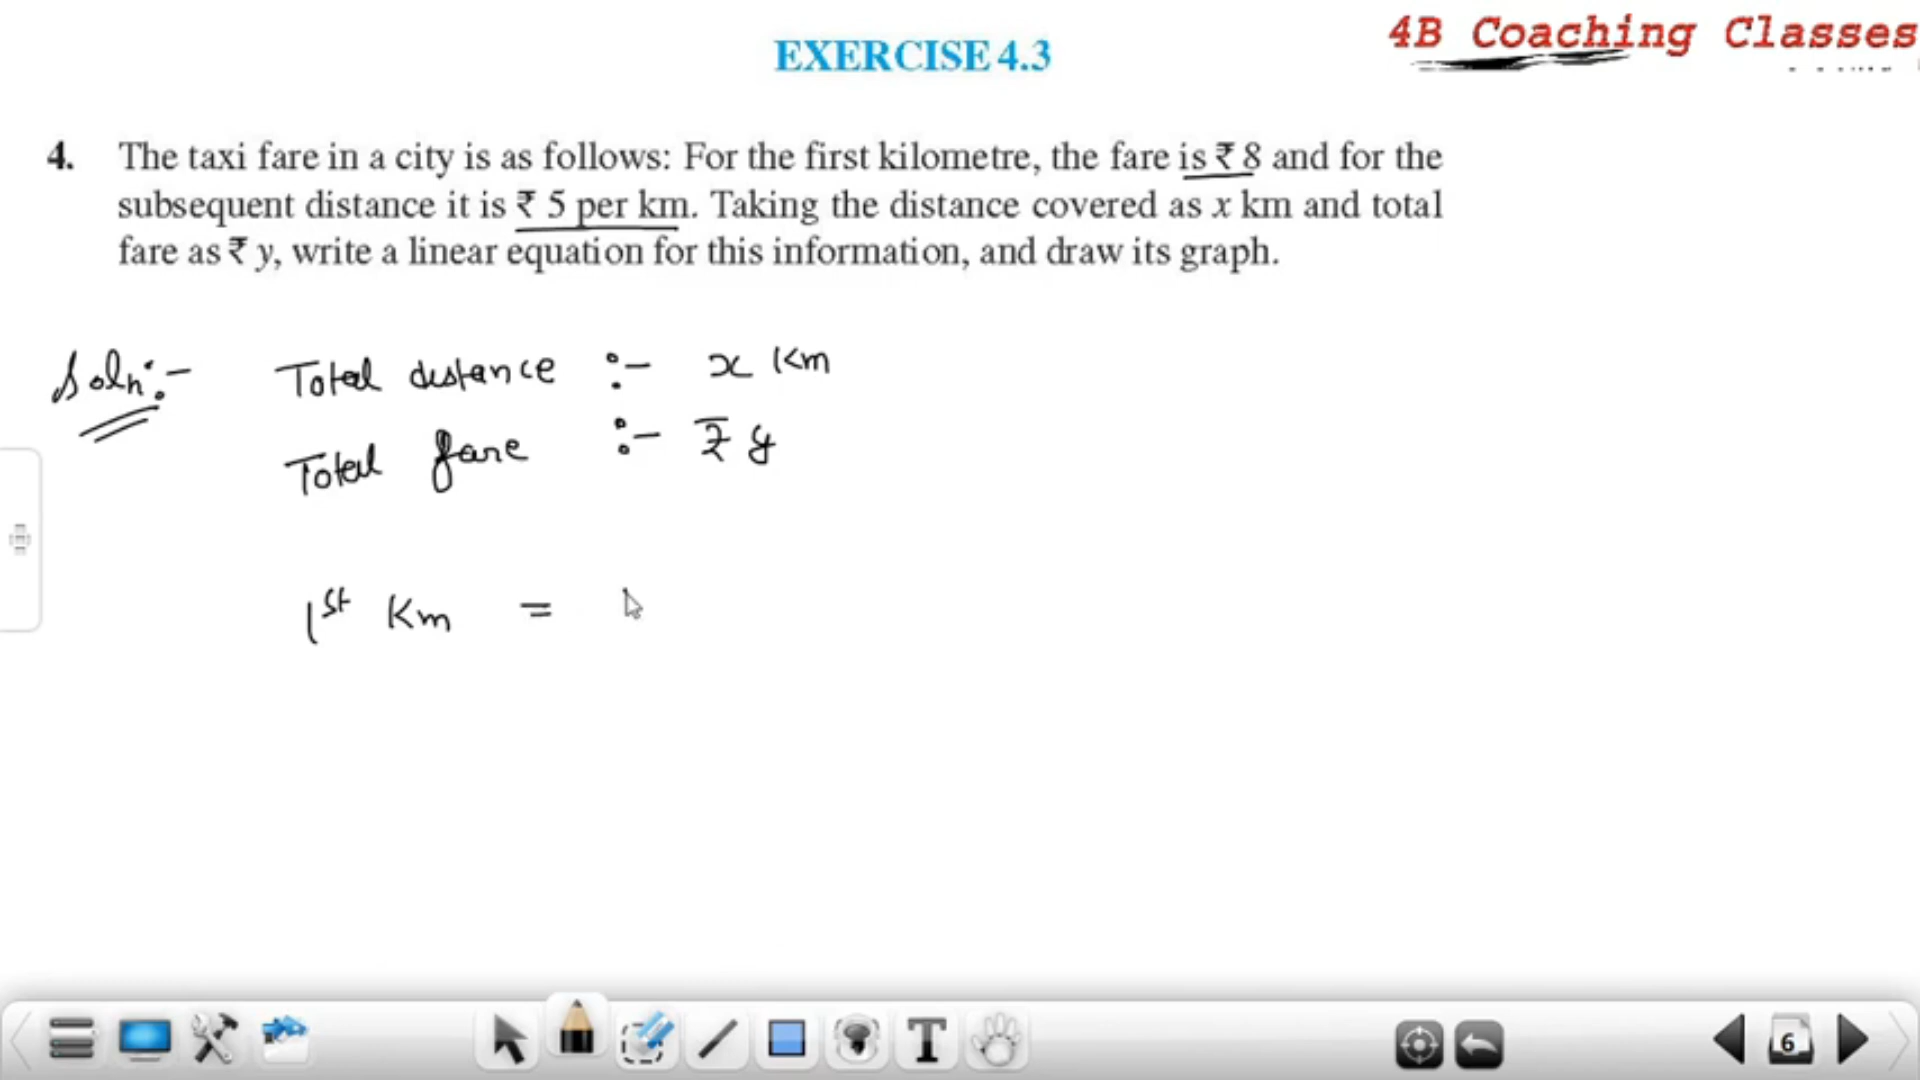 4B Coaching Classes
EXERCISE 4.3
4. The taxi fare in a city is as follows: For the first kilometre, the fare is ₹ 8 and for the
subsequent distance it is ₹ 5 per km. Taking the distance covered as x km and total
fare as ₹ y, write a linear equation for this information, and draw its graph.
Soln:-
Total distance :- x Km
Total fare :- ₹ y
1st Km =
T
6